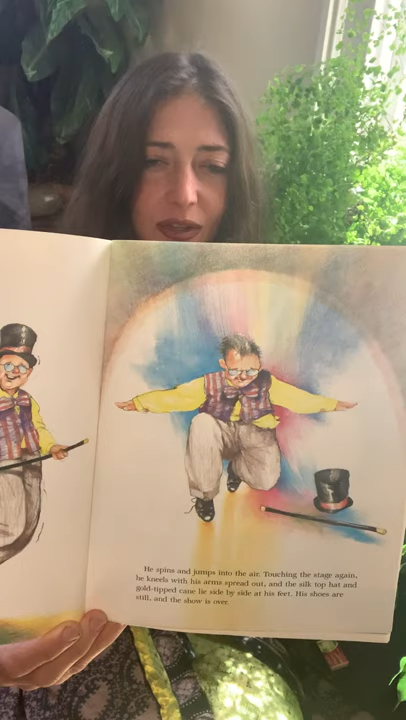 He spins and jumps into the air. Touching the stage again,
he kneels with his arms spread out, and the silk top hat and
gold-tipped cane lie side by side at his feet. His shoes are
still, and the show is over.